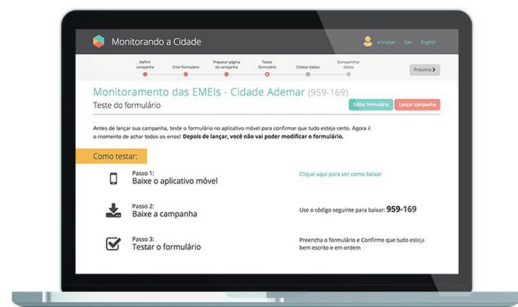 Monitorando a Cidade
Sair English
Definir campanha
Criar formulário
Preparar página da campanha
Testar formulário
Coletar dados
Compartilhar dados
Próximo
Monitoramento das EMEIs - Cidade Ademar (959-169)
Teste do formulário
Editar formulário
Lançar campanha
Antes de lançar sua campanha, teste o formulário no aplicativo móvel para confirmar que tudo esteja certo. Agora é
o momento de achar todos os erros! Depois de lançar, você não vai poder modificar o formulário.
Como testar:
Passo 1:
Baixe o aplicativo móvel
Clique aqui para ver como baixar
Passo 2:
Baixe a campanha
Use o código seguinte para baixar: 959-169
Passo 3:
Testar o formulário
Preencha o formulário e Confirme que tudo esteja
bem escrito e em ordem